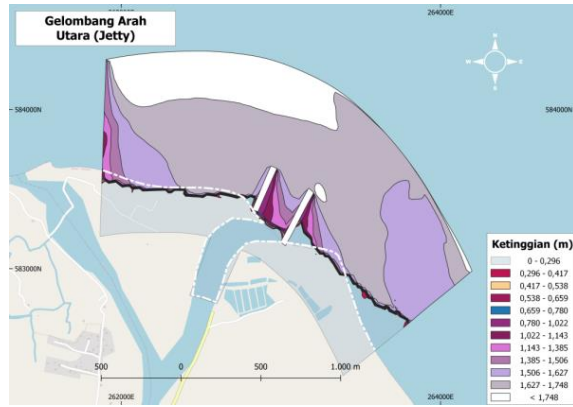 Gelombang Arah
Utara (Jetty)
262000E
264000E
N
W
E
S
584000N
584000N
583000N
583000N
Ketinggian (m)
0 - 0,296
0,296 - 0,417
0,417 - 0,538
0,538 - 0,659
0,659 - 0,780
0,780 - 1,022
1,022 - 1,143
1,143 - 1,385
1,385 - 1,506
1,506 - 1,627
1,627 - 1,748
< 1,748
500
0
500
1.000 m
262000E
264000E